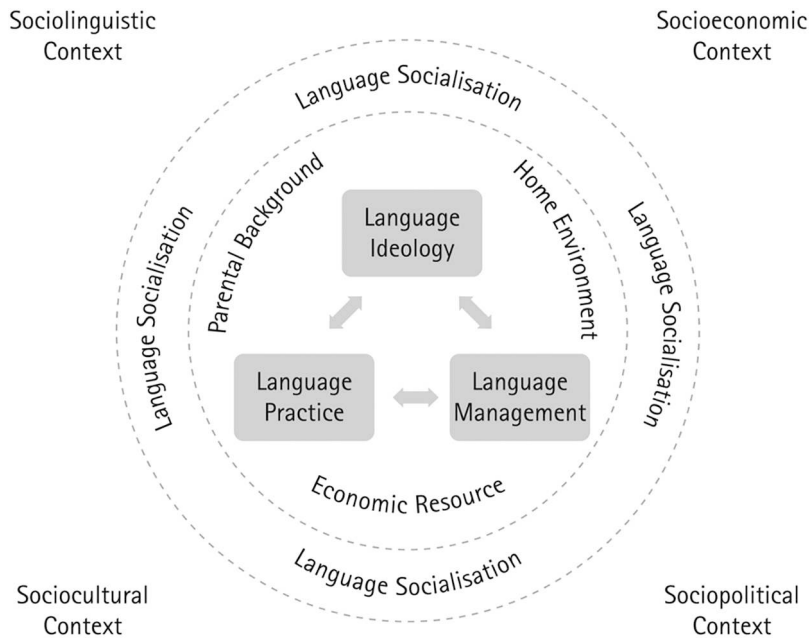 Sociolinguistic
Context
Socioeconomic
Context
Language Socialisation
Parental Background
Home Environment
Language Socialisation
Language Socialisation
Language
Ideology
Language
Practice
Language
Management
Economic Resource
Language Socialisation
Sociocultural
Context
Sociopolitical
Context